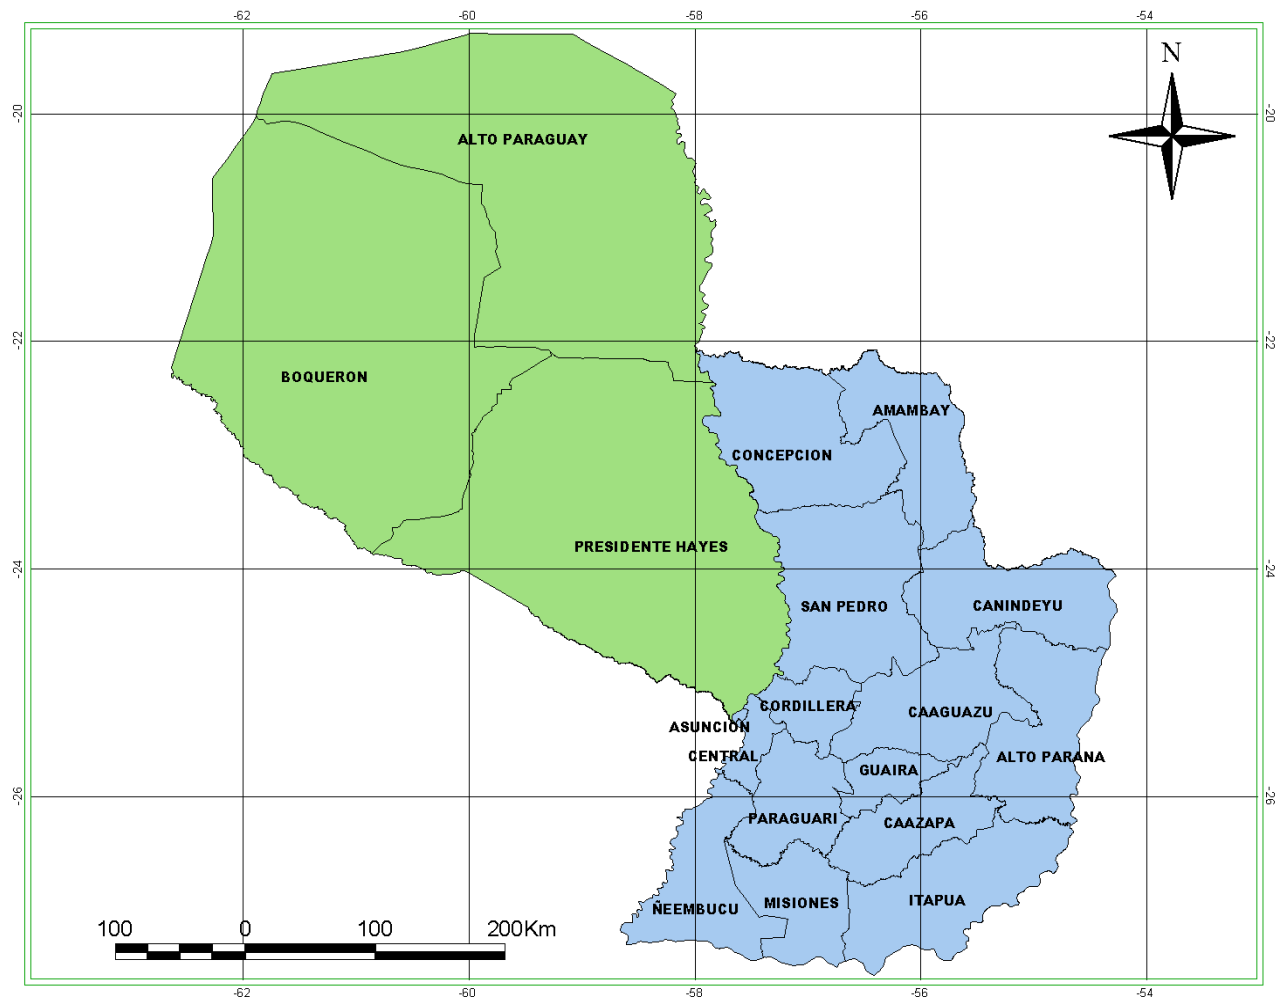 -62 -60 -58 -56 -54
N
-20 -20
ALTO PARAGUAY
-22 -22
BOQUERON
AMAMBAY
CONCEPCION
PRESIDENTE HAYES
-24 -24
SAN PEDRO
CANINDEYU
CORDILLERA
CAAGUAZU
ASUNCION
CENTRAL
ALTO PARANA
GUAIRA
-26 -26
PARAGUARI
CAAZAPA
ITAPUA
MISIONES
ÑEEMBUCU
100 0 100 200Km
-62 -60 -58 -56 -54